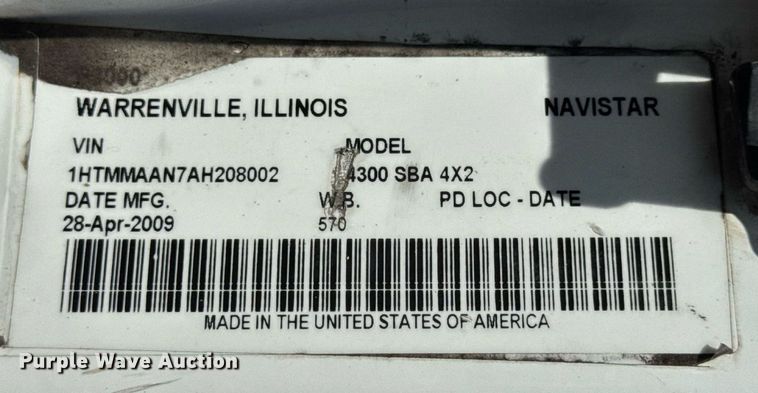 WARRENVILLE, ILLINOIS NAVISTAR
VIN MODEL
1HTMMAAN7AH208002 4300 SBA 4X2
DATE MFG. W.B. PD LOC - DATE
28-Apr-2009 570
MADE IN THE UNITED STATES OF AMERICA
Purple Wave Auction